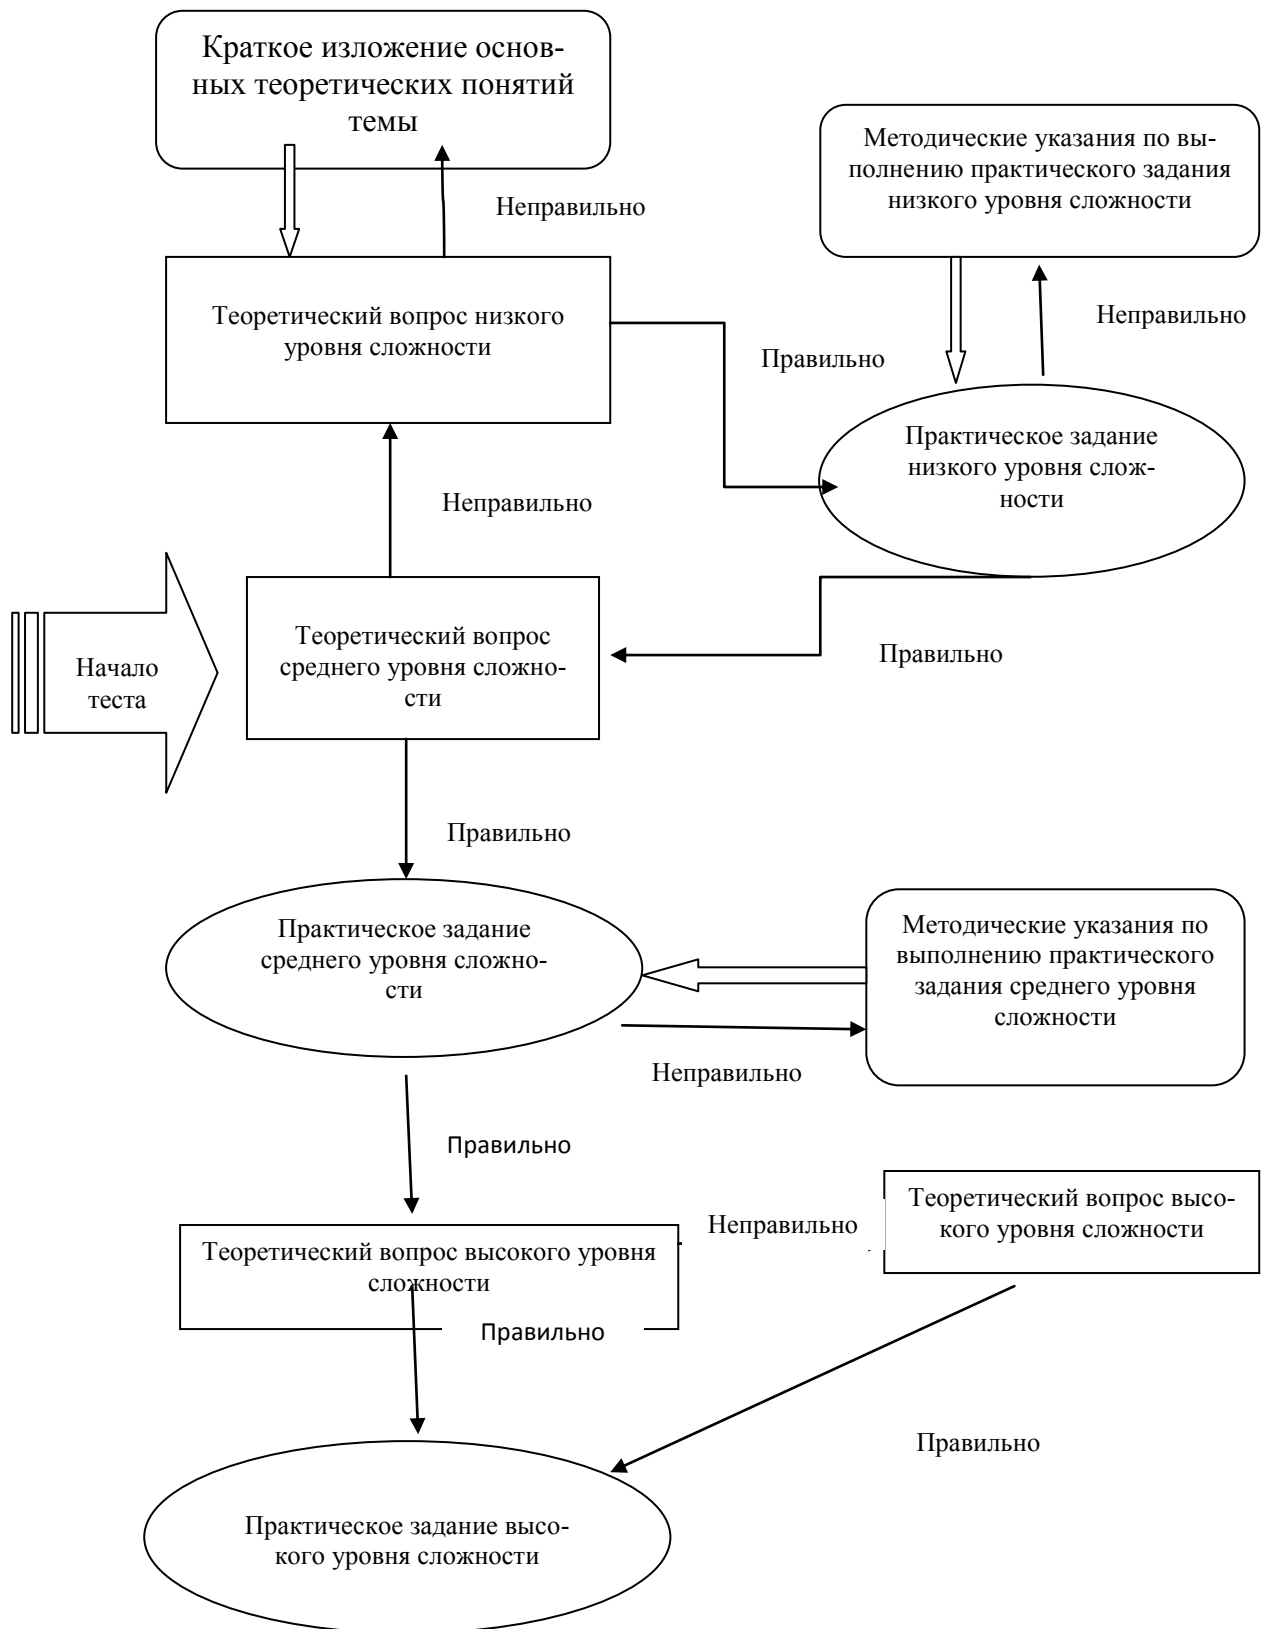 Краткое изложение основ-
ных теоретических понятий
темы
Методические указания по вы-
полнению практического задания
низкого уровня сложности
Неправильно
Неправильно
Теоретический вопрос низкого
уровня сложности
Правильно
Практическое задание
низкого уровня слож-
ности
Неправильно
Начало
теста
Теоретический вопрос
среднего уровня сложно-
сти
Правильно
Правильно
Практическое задание
среднего уровня сложно-
сти
Методические указания по
выполнению практического
задания среднего уровня
сложности
Неправильно
Правильно
Теоретический вопрос высо-
кого уровня сложности
Неправильно
Теоретический вопрос высокого уровня
сложности
Правильно
Правильно
Практическое задание высо-
кого уровня сложности